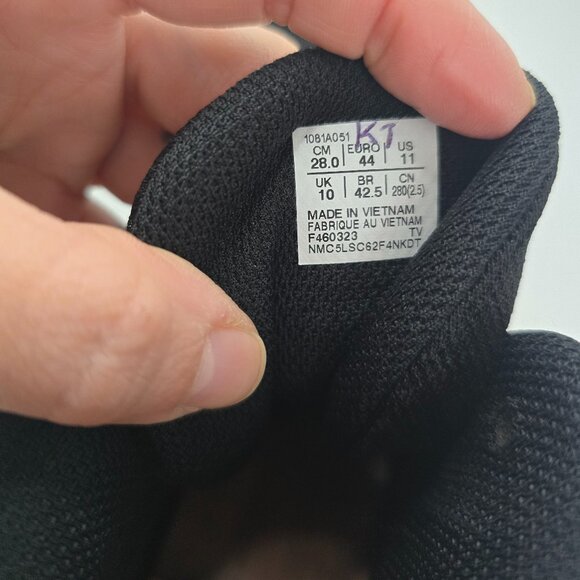 1081A051 KJ
CM EURO US
28.0 44 11
UK BR CN
10 42.5 280(2.5)
MADE IN VIETNAM
FABRIQUE AU VIETNAM
F460323 TV
NMC5LSC62F4NKDT